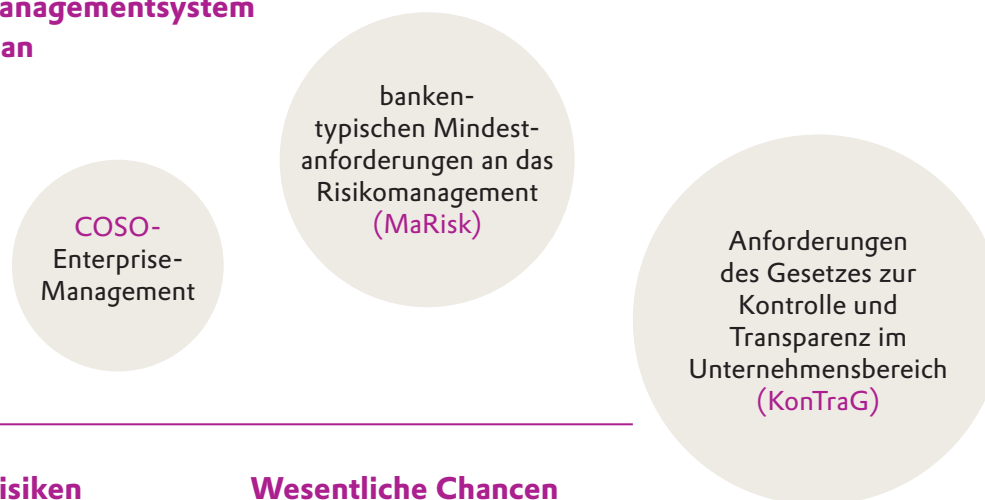 anagementsystem
an
banken-
typischen Mindest-
anforderungen an das
Risikomanagement
(MaRisk)
COSO-
Enterprise-
Management
Anforderungen
des Gesetzes zur
Kontrolle und
Transparenz im
Unternehmensbereich
(KonTraG)
isiken
Wesentliche Chancen